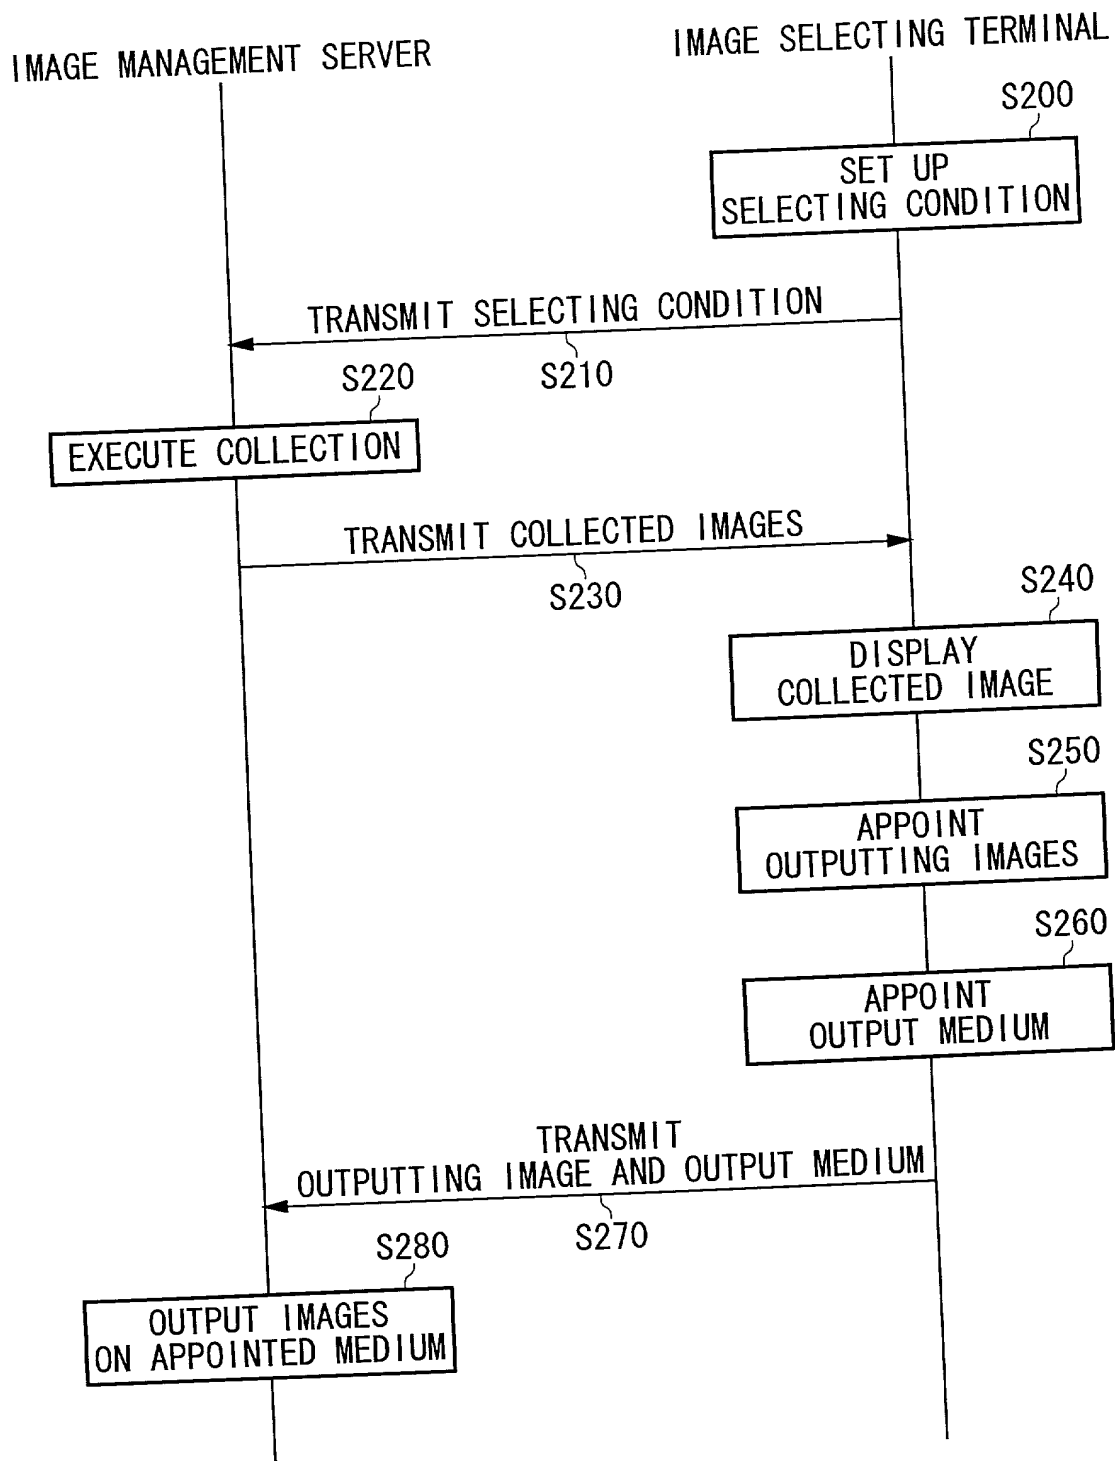 IMAGE MANAGEMENT SERVER
IMAGE SELECTING TERMINAL
S200
SET UP
SELECTING CONDITION
TRANSMIT SELECTING CONDITION
S210
S220
EXECUTE COLLECTION
TRANSMIT COLLECTED IMAGES
S230
S240
DISPLAY
COLLECTED IMAGE
S250
APPOINT
OUTPUTTING IMAGES
S260
APPOINT
OUTPUT MEDIUM
TRANSMIT
OUTPUTTING IMAGE AND OUTPUT MEDIUM
S270
S280
OUTPUT IMAGES
ON APPOINTED MEDIUM